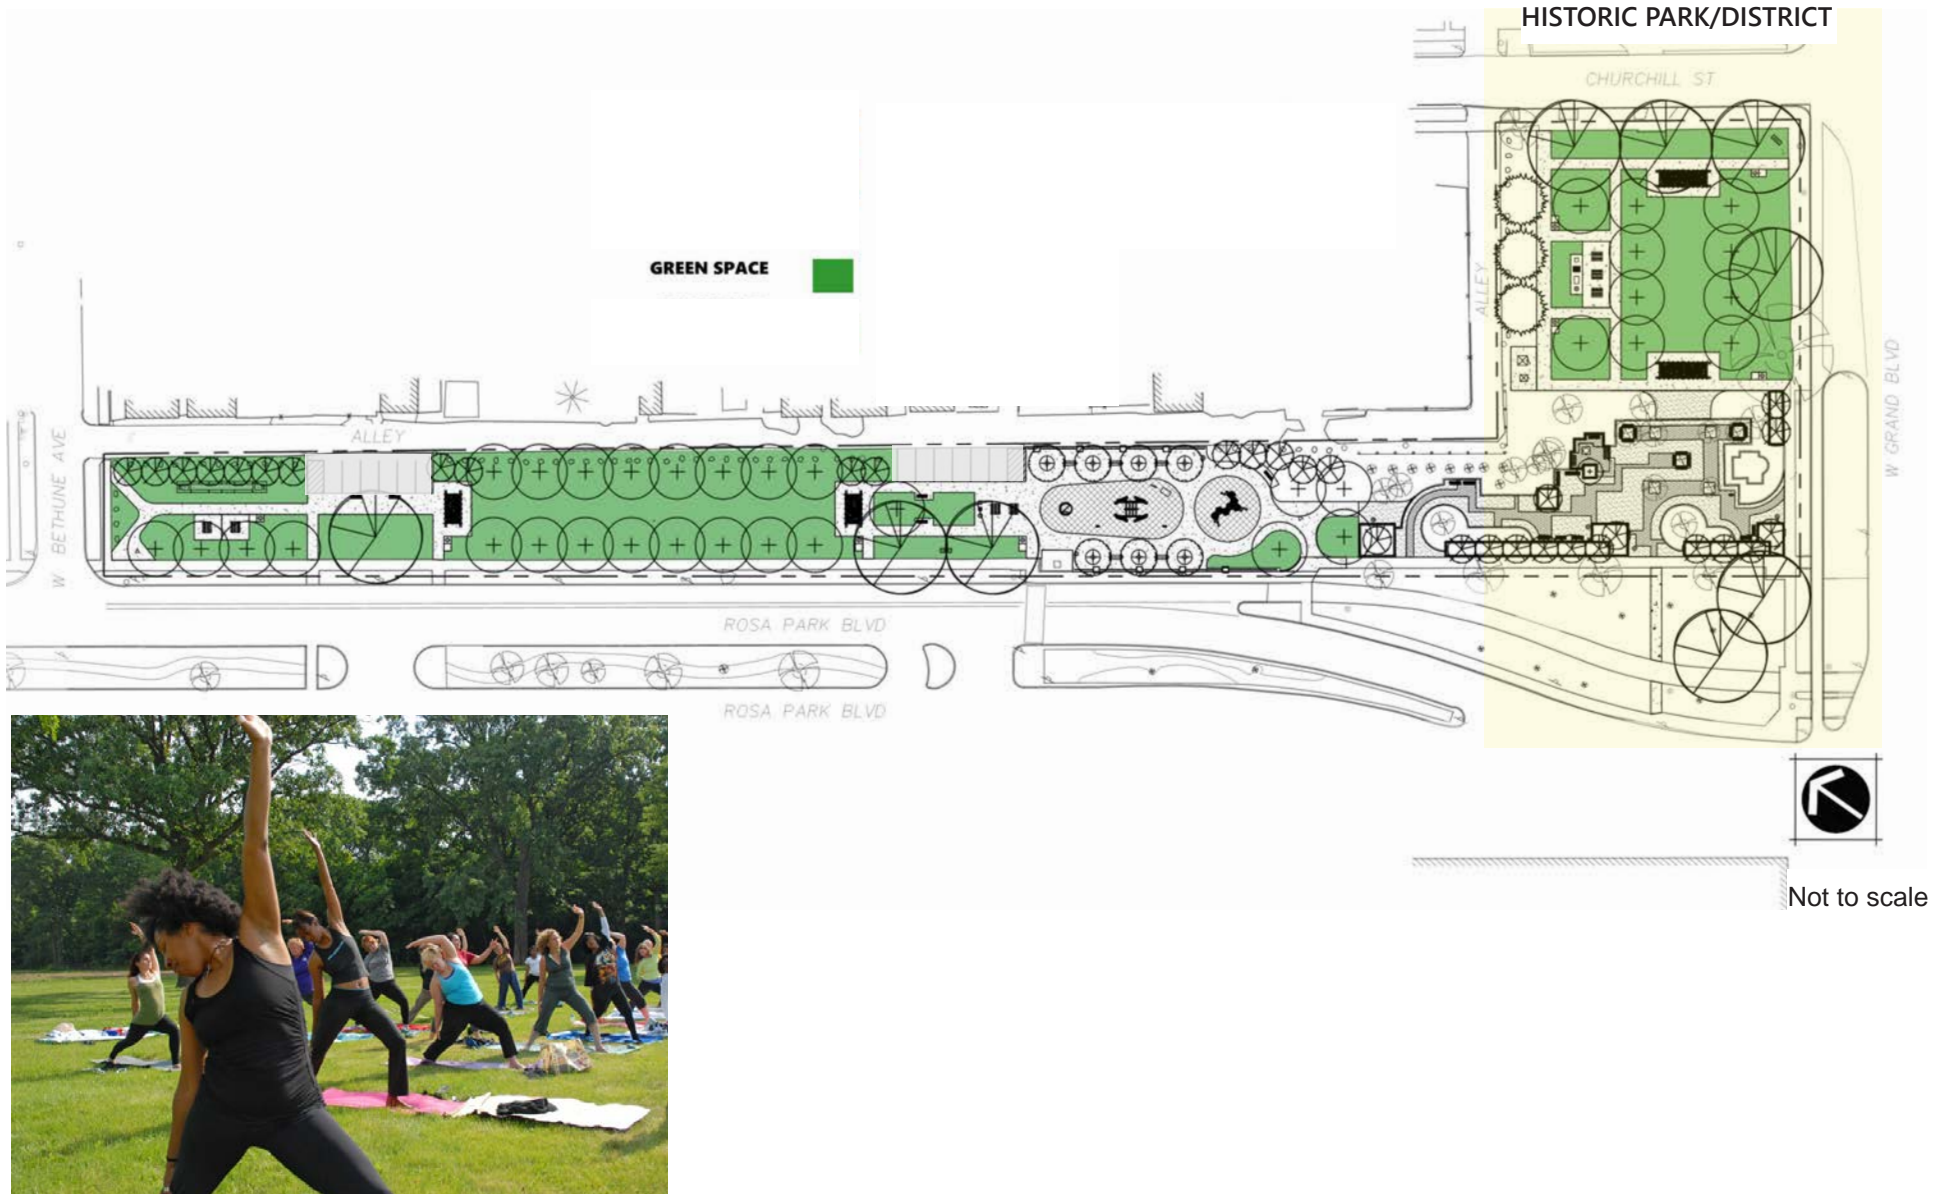 HISTORIC PARK/DISTRICT
CHURCHILL ST
GREEN SPACE
ALLEY
W GRAND BLVD
ALLEY
W BETHUNE AVE
ROSA PARK BLVD
ROSA PARK BLVD
Not to scale